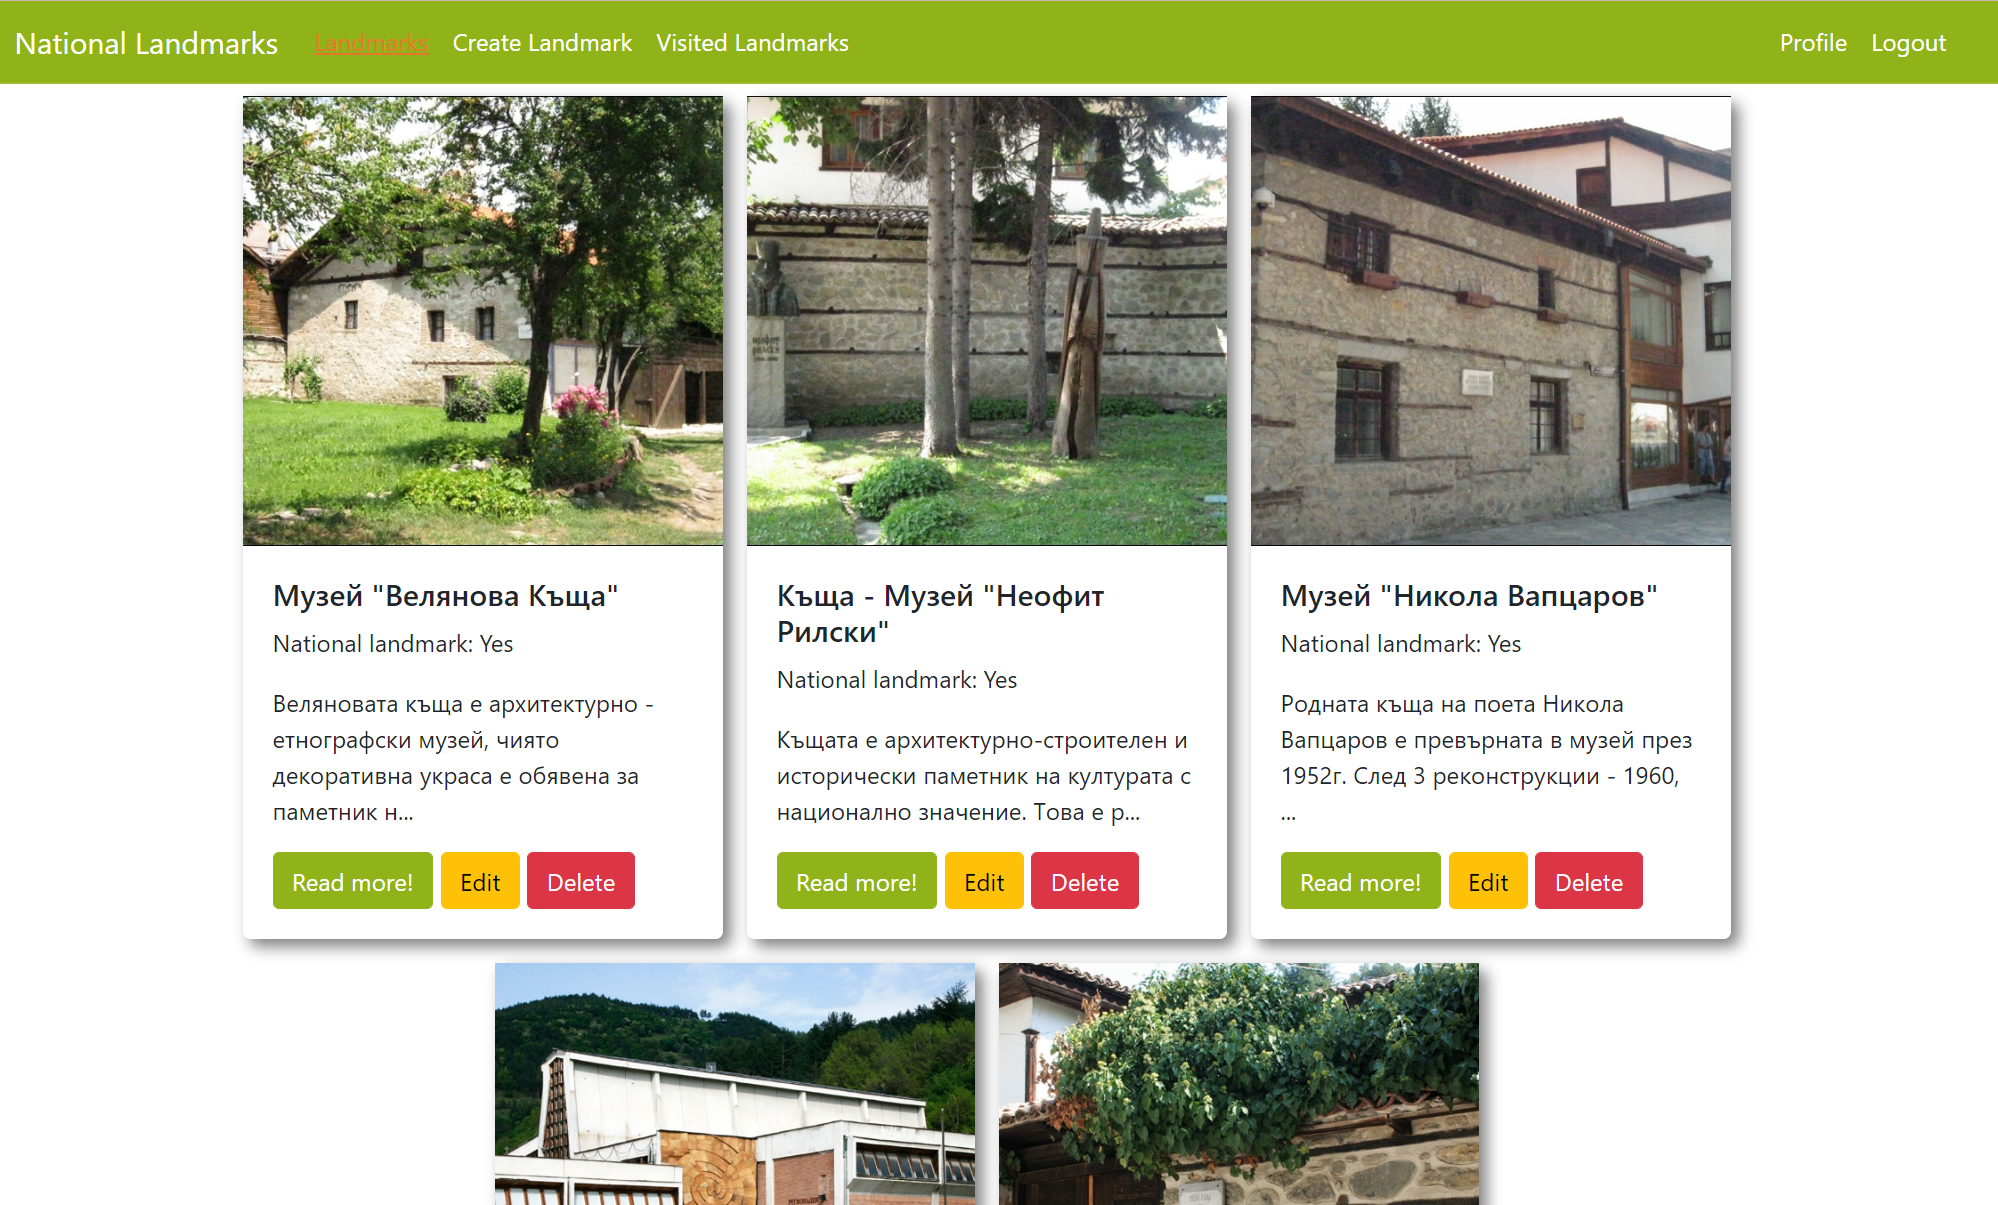 National Landmarks Landmarks Create Landmark Visited Landmarks Profile Logout
Музей "Велянова Къща"
National landmark: Yes
Веляновата къща е архитектурно -
етнографски музей, чиято
декоративна украса е обявена за
паметник н...
Read more! Edit Delete
Къща - Музей "Неофит
Рилски"
National landmark: Yes
Къщата е архитектурно-строителен и
исторически паметник на културата с
национално значение. Това е р...
Read more! Edit Delete
Музей "Никола Вапцаров"
National landmark: Yes
Родната къща на поета Никола
Вапцаров е превърната в музей през
1952г. След 3 реконструкции - 1960,
...
Read more! Edit Delete